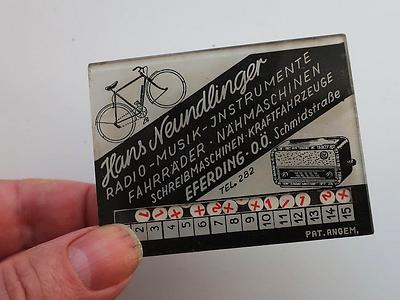 Hans Neundlinger
RADIO-MUSIK-JNSTRUMENTE
FAHRRÄDER · NÄHMASCHINEN
SCHREIBMASCHINEN·KRAFTFAHRZEUGE
EFERDING·O.Ö. Schmidstraße
TEL. 282
2 3 4 5 6 7 8 9 10 11 12 13 14 15
PAT. ANGEM.